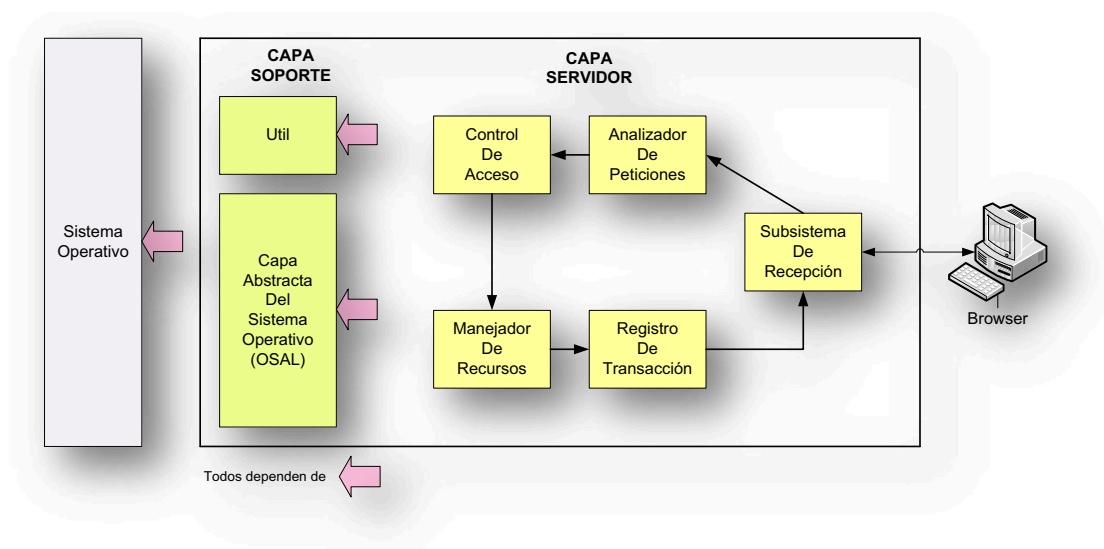 CAPA
SOPORTE
CAPA
SERVIDOR
Util
Control
De
Acceso
Analizador
De
Peticiones
Sistema
Operativo
Capa
Abstracta
Del
Sistema
Operativo
(OSAL)
Subsistema
De
Recepción
Browser
Manejador
De
Recursos
Registro
De
Transacción
Todos dependen de